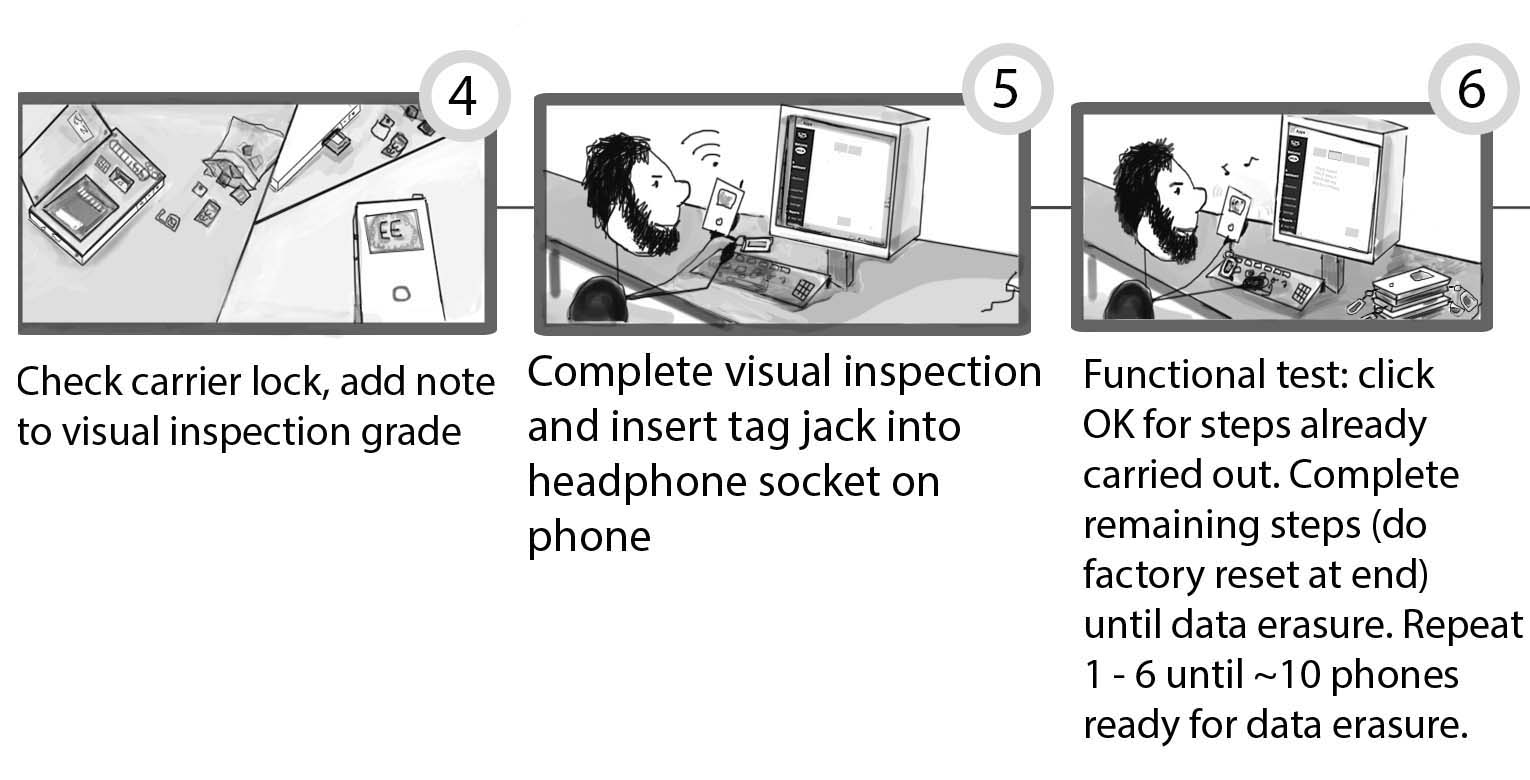 4
5
6
EE
Check carrier lock, add note
to visual inspection grade
Complete visual inspection
and insert tag jack into
headphone socket on
phone
Functional test: click
OK for steps already
carried out. Complete
remaining steps (do
factory reset at end)
until data erasure. Repeat
1 - 6 until ~10 phones
ready for data erasure.